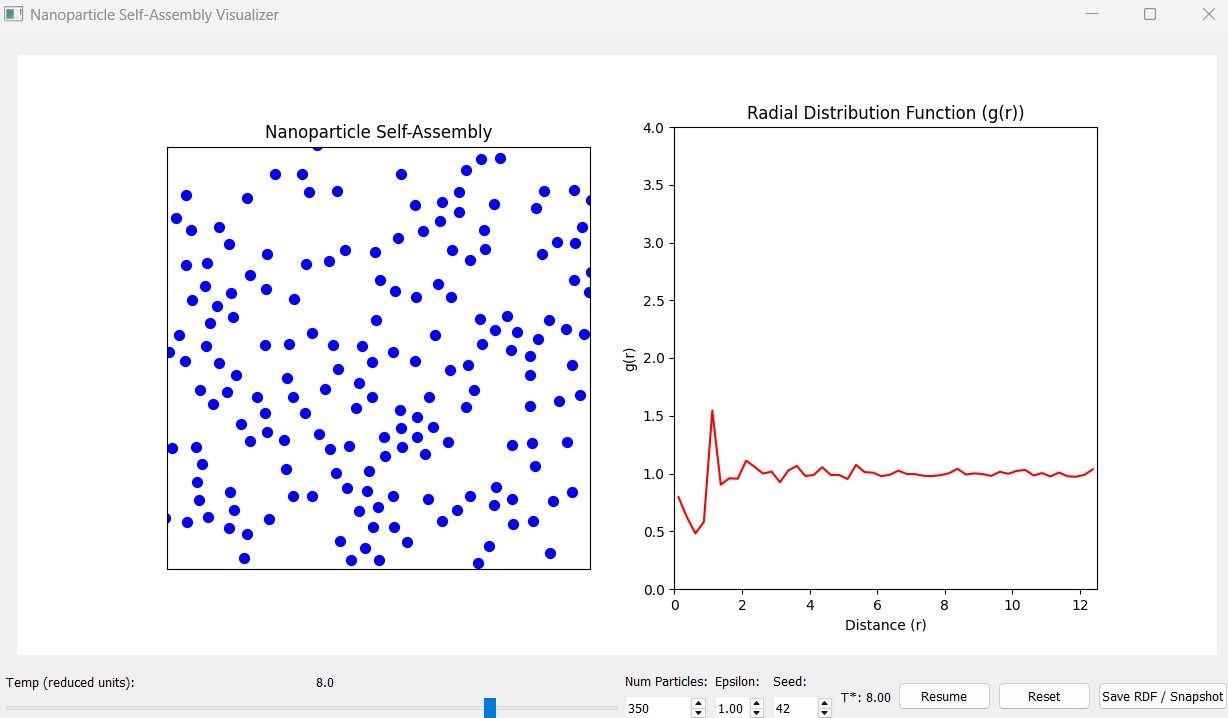 Nanoparticle Self-Assembly Visualizer
Nanoparticle Self-Assembly
Radial Distribution Function (g(r))
4.0
3.5
3.0
2.5
2.0
1.5
1.0
0.5
0.0
g(r)
0 2 4 6 8 10 12
Distance (r)
Temp (reduced units): 8.0
Num Particles: Epsilon: Seed:
350 1.00 42 T*: 8.00 Resume Reset Save RDF / Snapshot